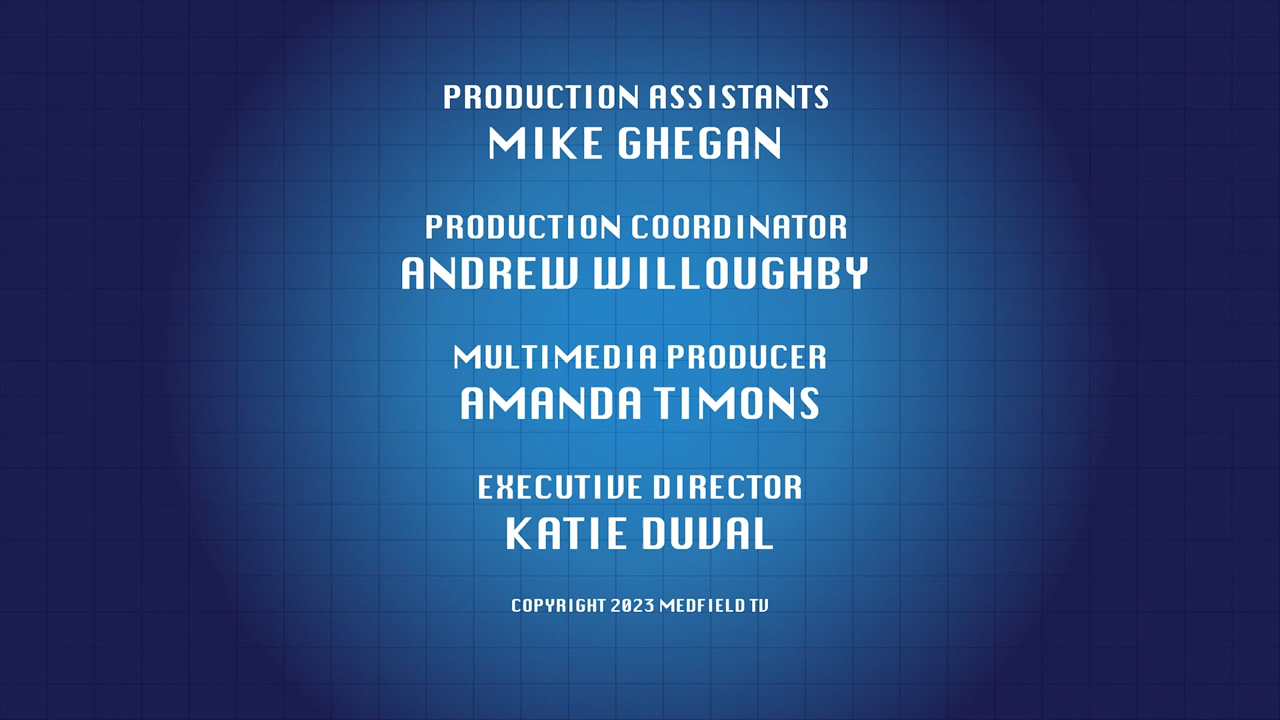 PRODUCTION ASSISTANTS
MIKE GHEGAN
PRODUCTION COORDINATOR
ANDREW WILLOUGHBY
MULTIMEDIA PRODUCER
AMANDA TIMONS
EXECUTIVE DIRECTOR
KATIE DUVAL
COPYRIGHT 2023 MEDFIELD TV